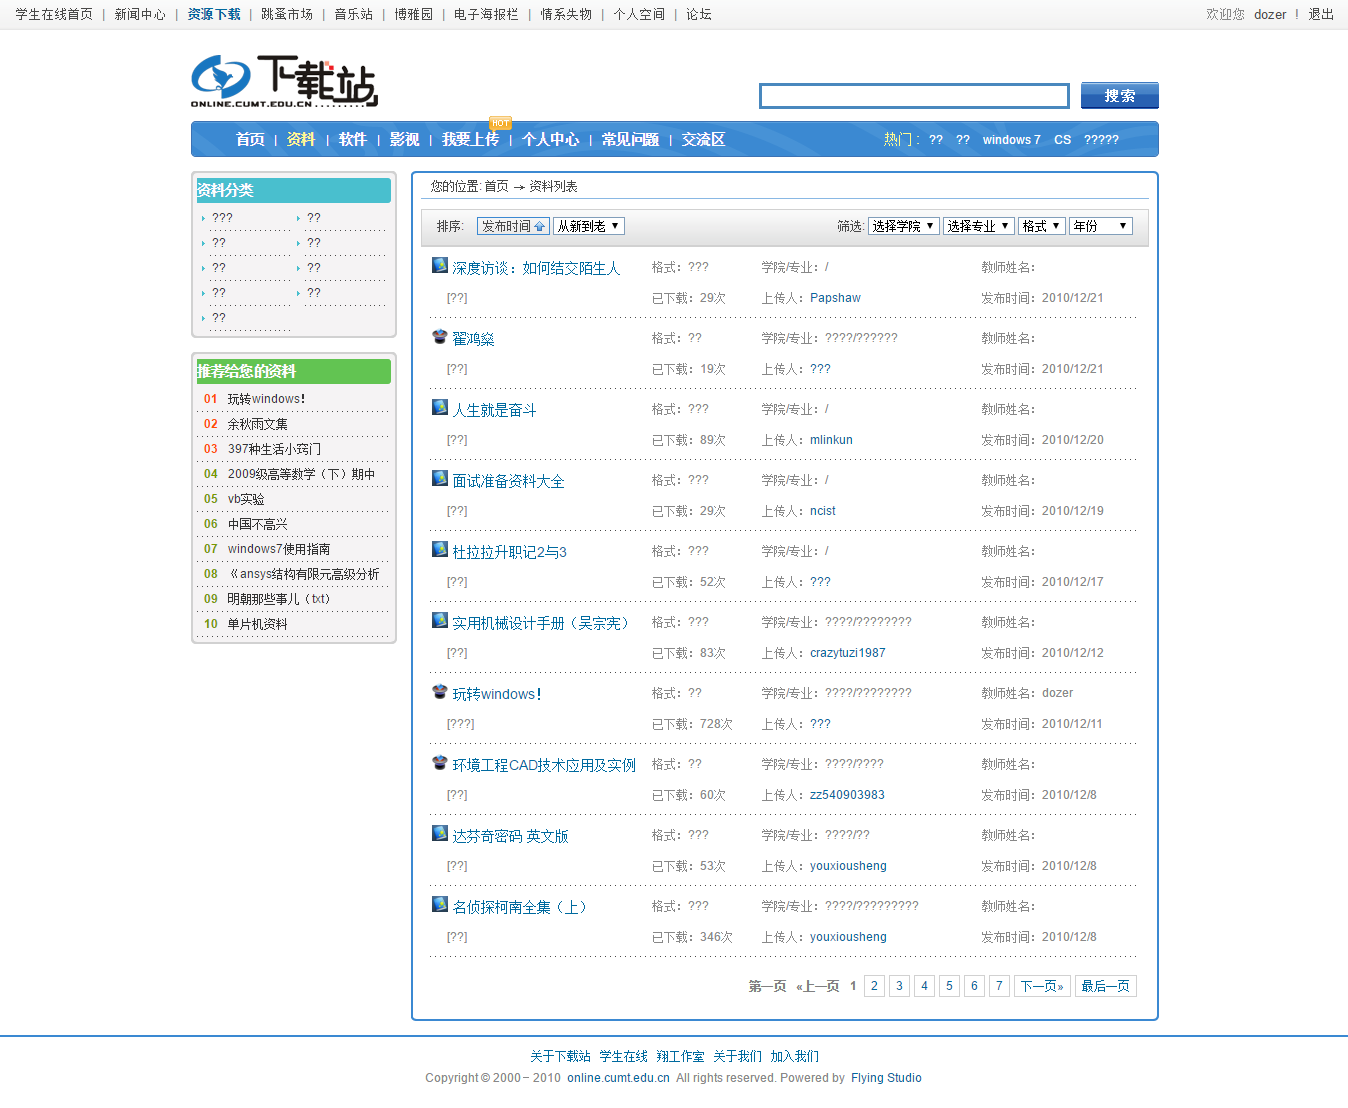 学生在线首页 | 新闻中心 | 资源下载 | 跳蚤市场 | 音乐站 | 博雅园 | 电子海报栏 | 情系失物 | 个人空间 | 论坛
欢迎您 dozer ! 退出
下载站
ONLINE.CUMT.EDU.CN
搜索
HOT
首页 | 资料 | 软件 | 影视 | 我要上传 | 个人中心 | 常见问题 | 交流区
热门: ?? ?? windows 7 CS ?????
资料分类
??? ??
?? ??
?? ??
?? ??
??
推荐给您的资料
01 玩转windows！
02 余秋雨文集
03 397种生活小窍门
04 2009级高等数学（下）期中
05 vb实验
06 中国不高兴
07 windows7使用指南
08 《ansys结构有限元高级分析
09 明朝那些事儿（txt）
10 单片机资料
您的位置: 首页 → 资料列表
排序: 发布时间 从新到老 筛选: 选择学院 选择专业 格式 年份
深度访谈：如何结交陌生人 格式：??? 学院/专业：/ 教师姓名：
[??] 已下载：29次 上传人：Papshaw 发布时间：2010/12/21
翟鸿燊 格式：?? 学院/专业：????/?????? 教师姓名：
[??] 已下载：19次 上传人：??? 发布时间：2010/12/21
人生就是奋斗 格式：??? 学院/专业：/ 教师姓名：
[??] 已下载：89次 上传人：mlinkun 发布时间：2010/12/20
面试准备资料大全 格式：??? 学院/专业：/ 教师姓名：
[??] 已下载：29次 上传人：ncist 发布时间：2010/12/19
杜拉拉升职记2与3 格式：??? 学院/专业：/ 教师姓名：
[??] 已下载：52次 上传人：??? 发布时间：2010/12/17
实用机械设计手册（吴宗宪） 格式：??? 学院/专业：????/???????? 教师姓名：
[??] 已下载：83次 上传人：crazytuzi1987 发布时间：2010/12/12
玩转windows！ 格式：?? 学院/专业：????/???????? 教师姓名：dozer
[???] 已下载：728次 上传人：??? 发布时间：2010/12/11
环境工程CAD技术应用及实例 格式：?? 学院/专业：????/???? 教师姓名：
[??] 已下载：60次 上传人：zz540903983 发布时间：2010/12/8
达芬奇密码 英文版 格式：??? 学院/专业：????/?? 教师姓名：
[??] 已下载：53次 上传人：youxiousheng 发布时间：2010/12/8
名侦探柯南全集（上） 格式：??? 学院/专业：????/????????? 教师姓名：
[??] 已下载：346次 上传人：youxiousheng 发布时间：2010/12/8
第一页 «上一页 1 2 3 4 5 6 7 下一页» 最后一页
关于下载站 学生在线 翔工作室 关于我们 加入我们
Copyright © 2000－ 2010 online.cumt.edu.cn All rights reserved. Powered by Flying Studio